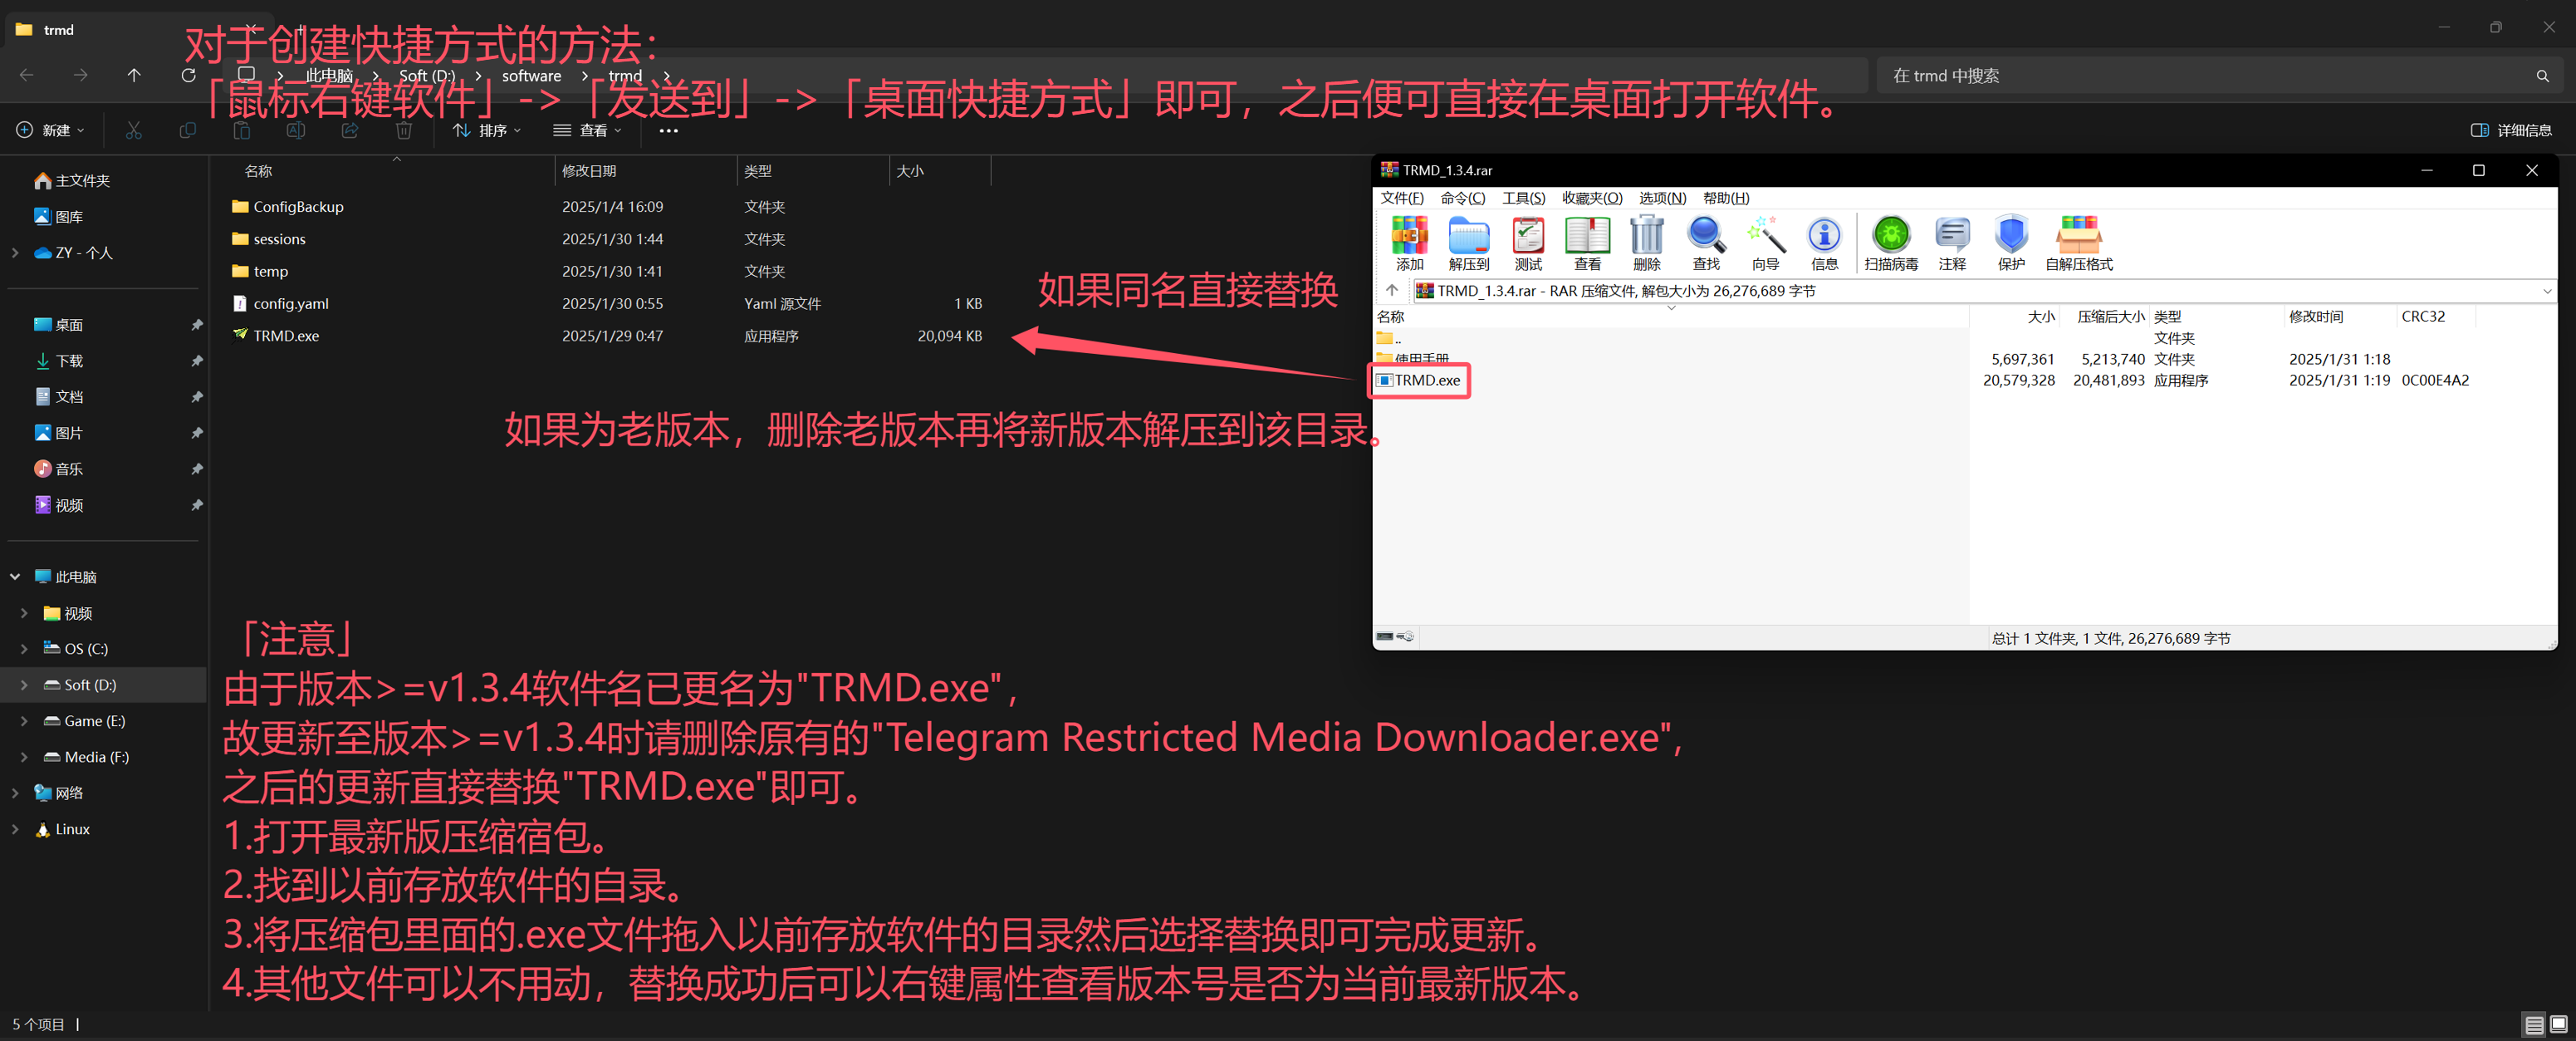 trmd
对于创建快捷方式的方法：
此电脑 > Soft (D:) > software > trmd >
在 trmd 中搜索
「鼠标右键软件」->「发送到」->「桌面快捷方式」即可，之后便可直接在桌面打开软件。
新建 排序 查看 ... 详细信息
名称 修改日期 类型 大小
ConfigBackup 2025/1/4 16:09 文件夹
sessions 2025/1/30 1:44 文件夹
temp 2025/1/30 1:41 文件夹
config.yaml 2025/1/30 0:55 Yaml 源文件 1 KB
TRMD.exe 2025/1/29 0:47 应用程序 20,094 KB
主文件夹
图库
ZY - 个人
桌面
下载
文档
图片
音乐
视频
此电脑
视频
OS (C:)
Soft (D:)
Game (E:)
Media (F:)
网络
Linux
如果同名直接替换
如果为老版本，删除老版本再将新版本解压到该目录。
TRMD_1.3.4.rar
文件(F) 命令(C) 工具(S) 收藏夹(O) 选项(N) 帮助(H)
添加 解压到 测试 查看 删除 查找 向导 信息 扫描病毒 注释 保护 自解压格式
TRMD_1.3.4.rar - RAR 压缩文件, 解包大小为 26,276,689 字节
名称 大小 压缩后大小 类型 修改时间 CRC32
.. 文件夹
使用手册 5,697,361 5,213,740 文件夹 2025/1/31 1:18
TRMD.exe 20,579,328 20,481,893 应用程序 2025/1/31 1:19 0C00E4A2
总计 1 文件夹, 1 文件, 26,276,689 字节
「注意」
由于版本>=v1.3.4软件名已更名为"TRMD.exe"，
故更新至版本>=v1.3.4时请删除原有的"Telegram Restricted Media Downloader.exe",
之后的更新直接替换"TRMD.exe"即可。
1.打开最新版压缩宿包。
2.找到以前存放软件的自录。
3.将压缩包里面的.exe文件拖入以前存放软件的目录然后选择替换即可完成更新。
4.其他文件可以不用动，替换成功后可以右键属性查看版本号是否为当前最新版本。
5 个项目